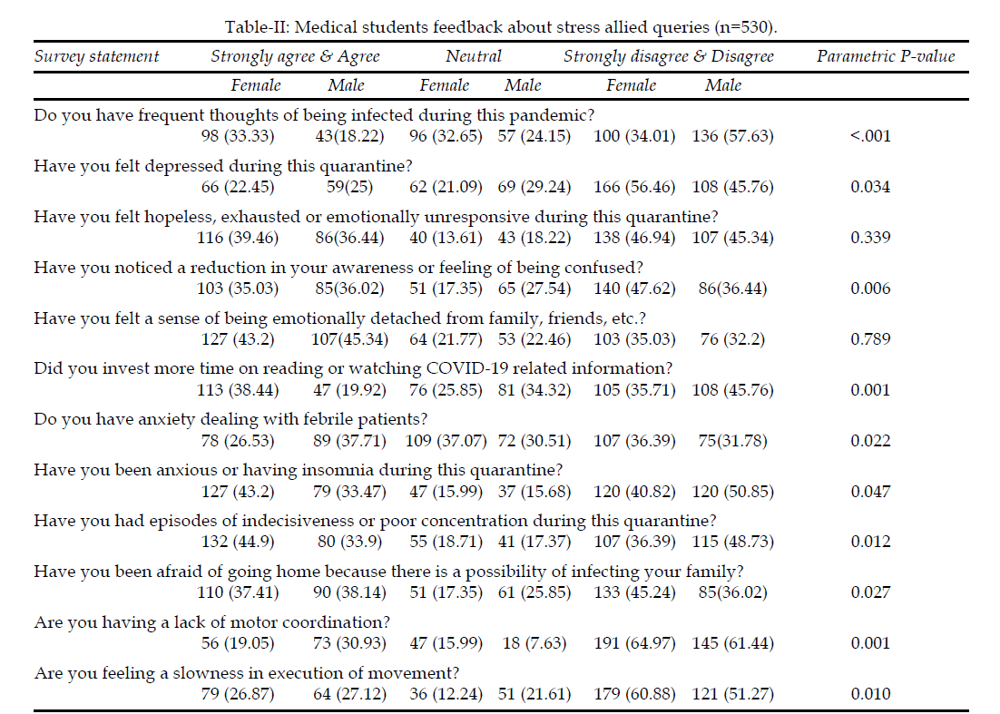 Table-II: Medical students feedback about stress allied queries (n=530).
Survey statement Strongly agree & Agree Neutral Strongly disagree & Disagree Parametric P-value
Female Male Female Male Female Male
Do you have frequent thoughts of being infected during this pandemic?
98 (33.33) 43(18.22) 96 (32.65) 57 (24.15) 100 (34.01) 136 (57.63) <.001
Have you felt depressed during this quarantine?
66 (22.45) 59(25) 62 (21.09) 69 (29.24) 166 (56.46) 108 (45.76) 0.034
Have you felt hopeless, exhausted or emotionally unresponsive during this quarantine?
116 (39.46) 86(36.44) 40 (13.61) 43 (18.22) 138 (46.94) 107 (45.34) 0.339
Have you noticed a reduction in your awareness or feeling of being confused?
103 (35.03) 85(36.02) 51 (17.35) 65 (27.54) 140 (47.62) 86(36.44) 0.006
Have you felt a sense of being emotionally detached from family, friends, etc.?
127 (43.2) 107(45.34) 64 (21.77) 53 (22.46) 103 (35.03) 76 (32.2) 0.789
Did you invest more time on reading or watching COVID-19 related information?
113 (38.44) 47 (19.92) 76 (25.85) 81 (34.32) 105 (35.71) 108 (45.76) 0.001
Do you have anxiety dealing with febrile patients?
78 (26.53) 89 (37.71) 109 (37.07) 72 (30.51) 107 (36.39) 75(31.78) 0.022
Have you been anxious or having insomnia during this quarantine?
127 (43.2) 79 (33.47) 47 (15.99) 37 (15.68) 120 (40.82) 120 (50.85) 0.047
Have you had episodes of indecisiveness or poor concentration during this quarantine?
132 (44.9) 80 (33.9) 55 (18.71) 41 (17.37) 107 (36.39) 115 (48.73) 0.012
Have you been afraid of going home because there is a possibility of infecting your family?
110 (37.41) 90 (38.14) 51 (17.35) 61 (25.85) 133 (45.24) 85(36.02) 0.027
Are you having a lack of motor coordination?
56 (19.05) 73 (30.93) 47 (15.99) 18 (7.63) 191 (64.97) 145 (61.44) 0.001
Are you feeling a slowness in execution of movement?
79 (26.87) 64 (27.12) 36 (12.24) 51 (21.61) 179 (60.88) 121 (51.27) 0.010